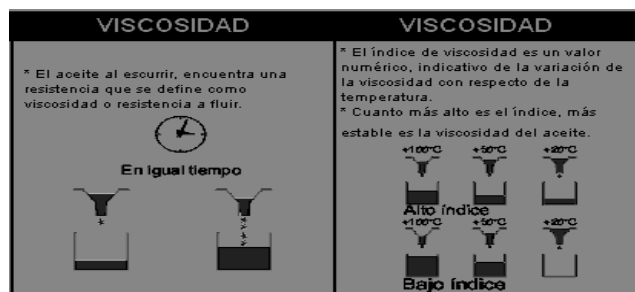 VISCOSIDAD
* El aceite al escurrir, encuentra una
resistencia que se define como
viscosidad o resistencia a fluir.
En igual tiempo
VISCOSIDAD
* El índice de viscosidad es un valor
numérico, indicativo de la variación de
la viscosidad con respecto de la
temperatura.
* Cuanto más alto es el índice, más
estable es la viscosidad del aceite.
+100°C +50°C +20°C
Alto índice
+100°C +50°C +20°C
Bajo índice